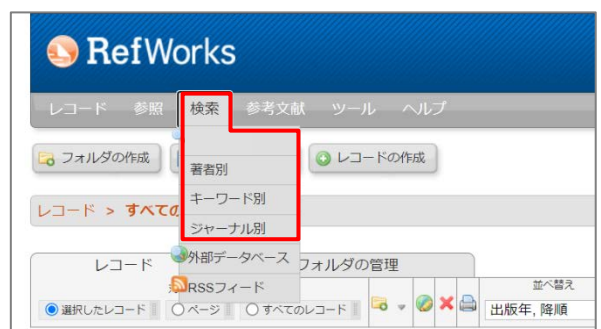 RefWorks
レコード 参照 検索 参考文献 ツール ヘルプ
フォルダの作成 レコードの作成
著者別
キーワード別
レコード > すべての
ジャーナル別
レコード 外部データベース フォルダの管理
RSSフィード 並べ替え
選択したレコード ページ すべてのレコード 出版年, 降順